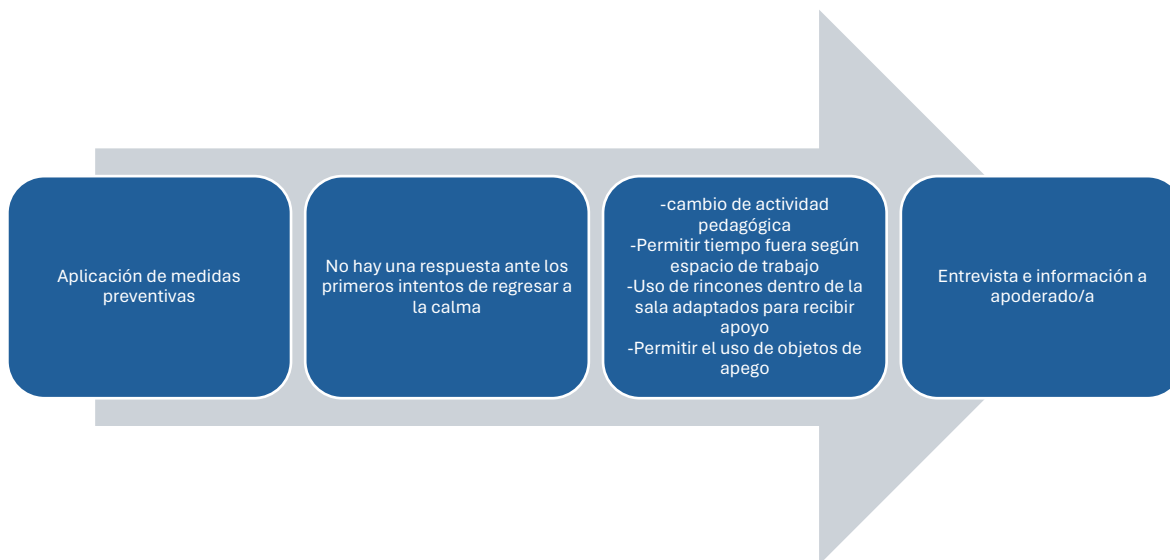 Aplicación de medidas
preventivas
No hay una respuesta ante los
primeros intentos de regresar a
la calma
-cambio de actividad
pedagógica
-Permitir tiempo fuera según
espacio de trabajo
-Uso de rincones dentro de la
sala adaptados para recibir
apoyo
-Permitir el uso de objetos de
apego
Entrevista e información a
apoderado/a